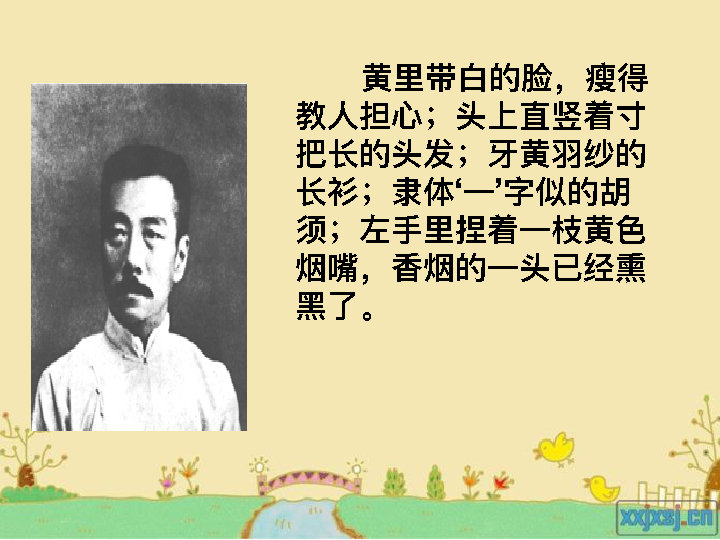 黄里带白的脸，瘦得
教人担心；头上直竖着寸
把长的头发；牙黄羽纱的
长衫；隶体‘一’字似的胡
须；左手里捏着一枝黄色
烟嘴，香烟的一头已经熏
黑了。
xxjxsj.cn